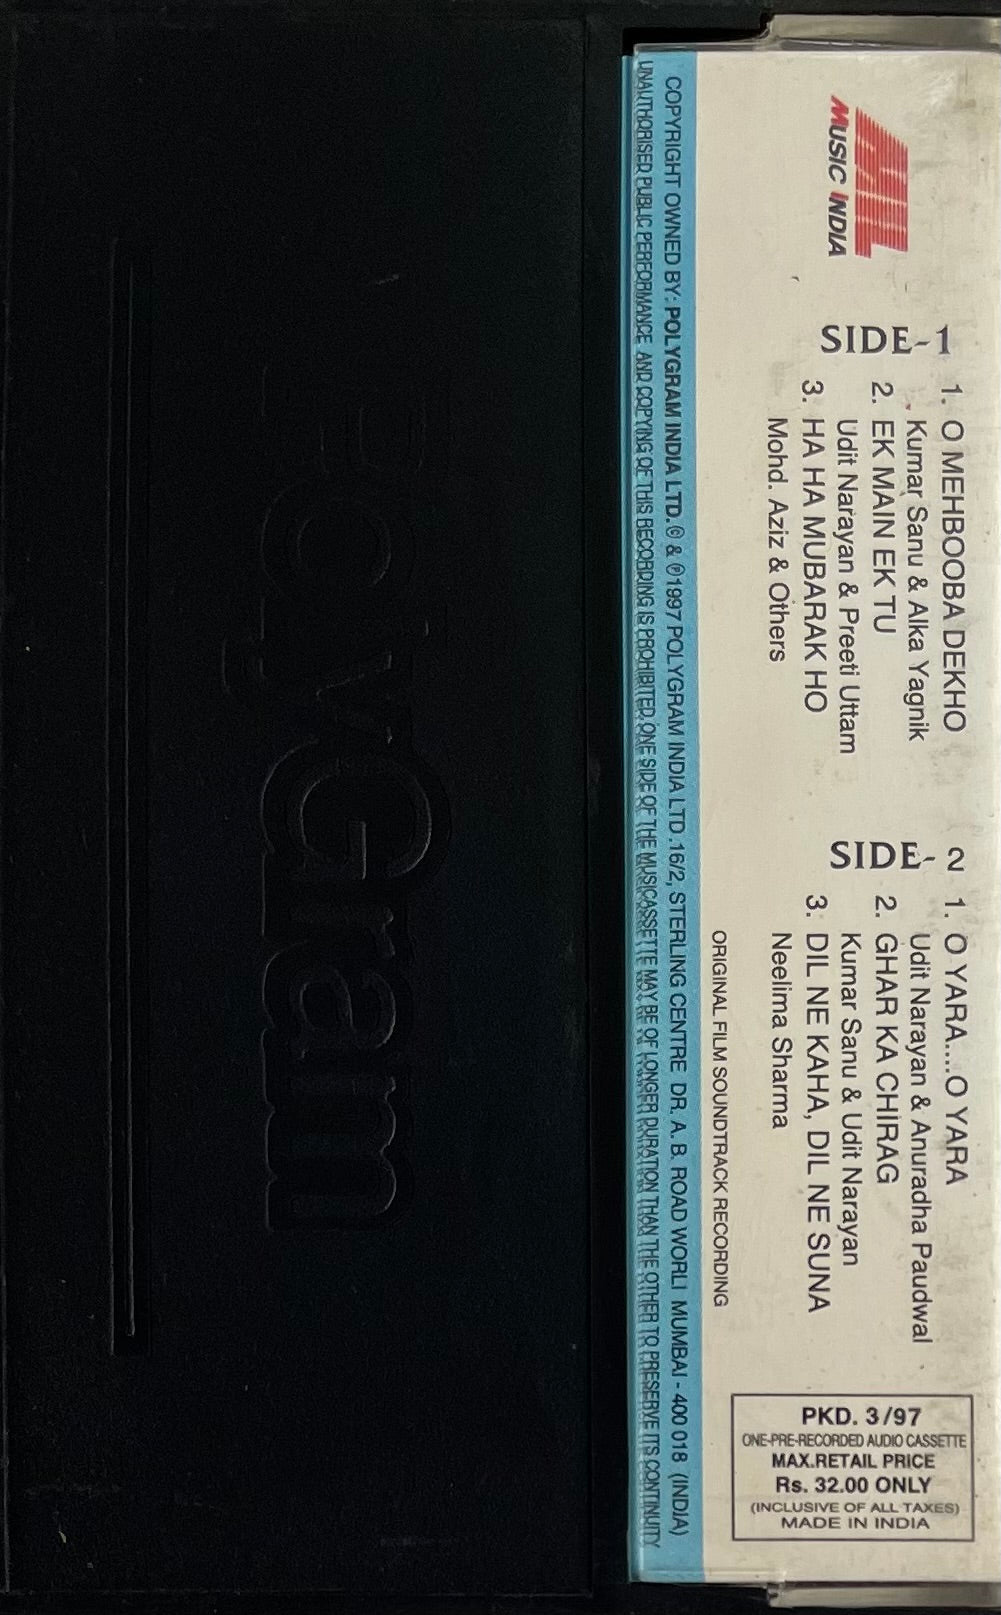 MIL
MUSIC INDIA
SIDE-1
1. O MEHBOOBA DEKHO
Kumar Sanu & Alka Yagnik
2. EK MAIN EK TU
Udit Narayan & Preeti Uttam
3. HA HA MUBARAK HO
Mohd. Aziz & Others
SIDE- 2
1. O YARA....O YARA
Udit Narayan & Anuradha Paudwal
2. GHAR KA CHIRAG
Kumar Sanu & Udit Narayan
3. DIL NE KAHA, DIL NE SUNA
Neelima Sharma
ORIGINAL FILM SOUNDTRACK RECORDING
PKD. 3/97
ONE-PRE-RECORDED AUDIO CASSETTE
MAX.RETAIL PRICE
Rs. 32.00 ONLY
(INCLUSIVE OF ALL TAXES)
MADE IN INDIA
COPYRIGHT OWNED BY: POLYGRAM INDIA LTD.© & ℗1997 POLYGRAM INDIA LTD.16/2, STERLING CENTRE DR. A. B. ROAD WORLI MUMBAI - 400 018 (INDIA)
UNAUTHORISED PUBLIC PERFORMANCE AND COPYING OF THIS RECORDING IS PROHIBITED.ONE SIDE OF THE MUSICASSETTE MAY BE OF LONGER DURATION THAN THE OTHER TO PRESERVE ITS CONTINUITY
PolyGram